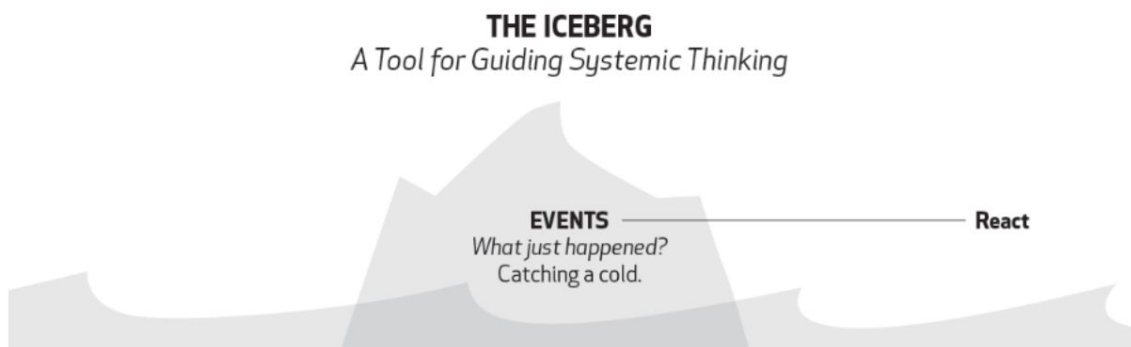 THE ICEBERG
A Tool for Guiding Systemic Thinking
EVENTS
React
What just happened?
Catching a cold.